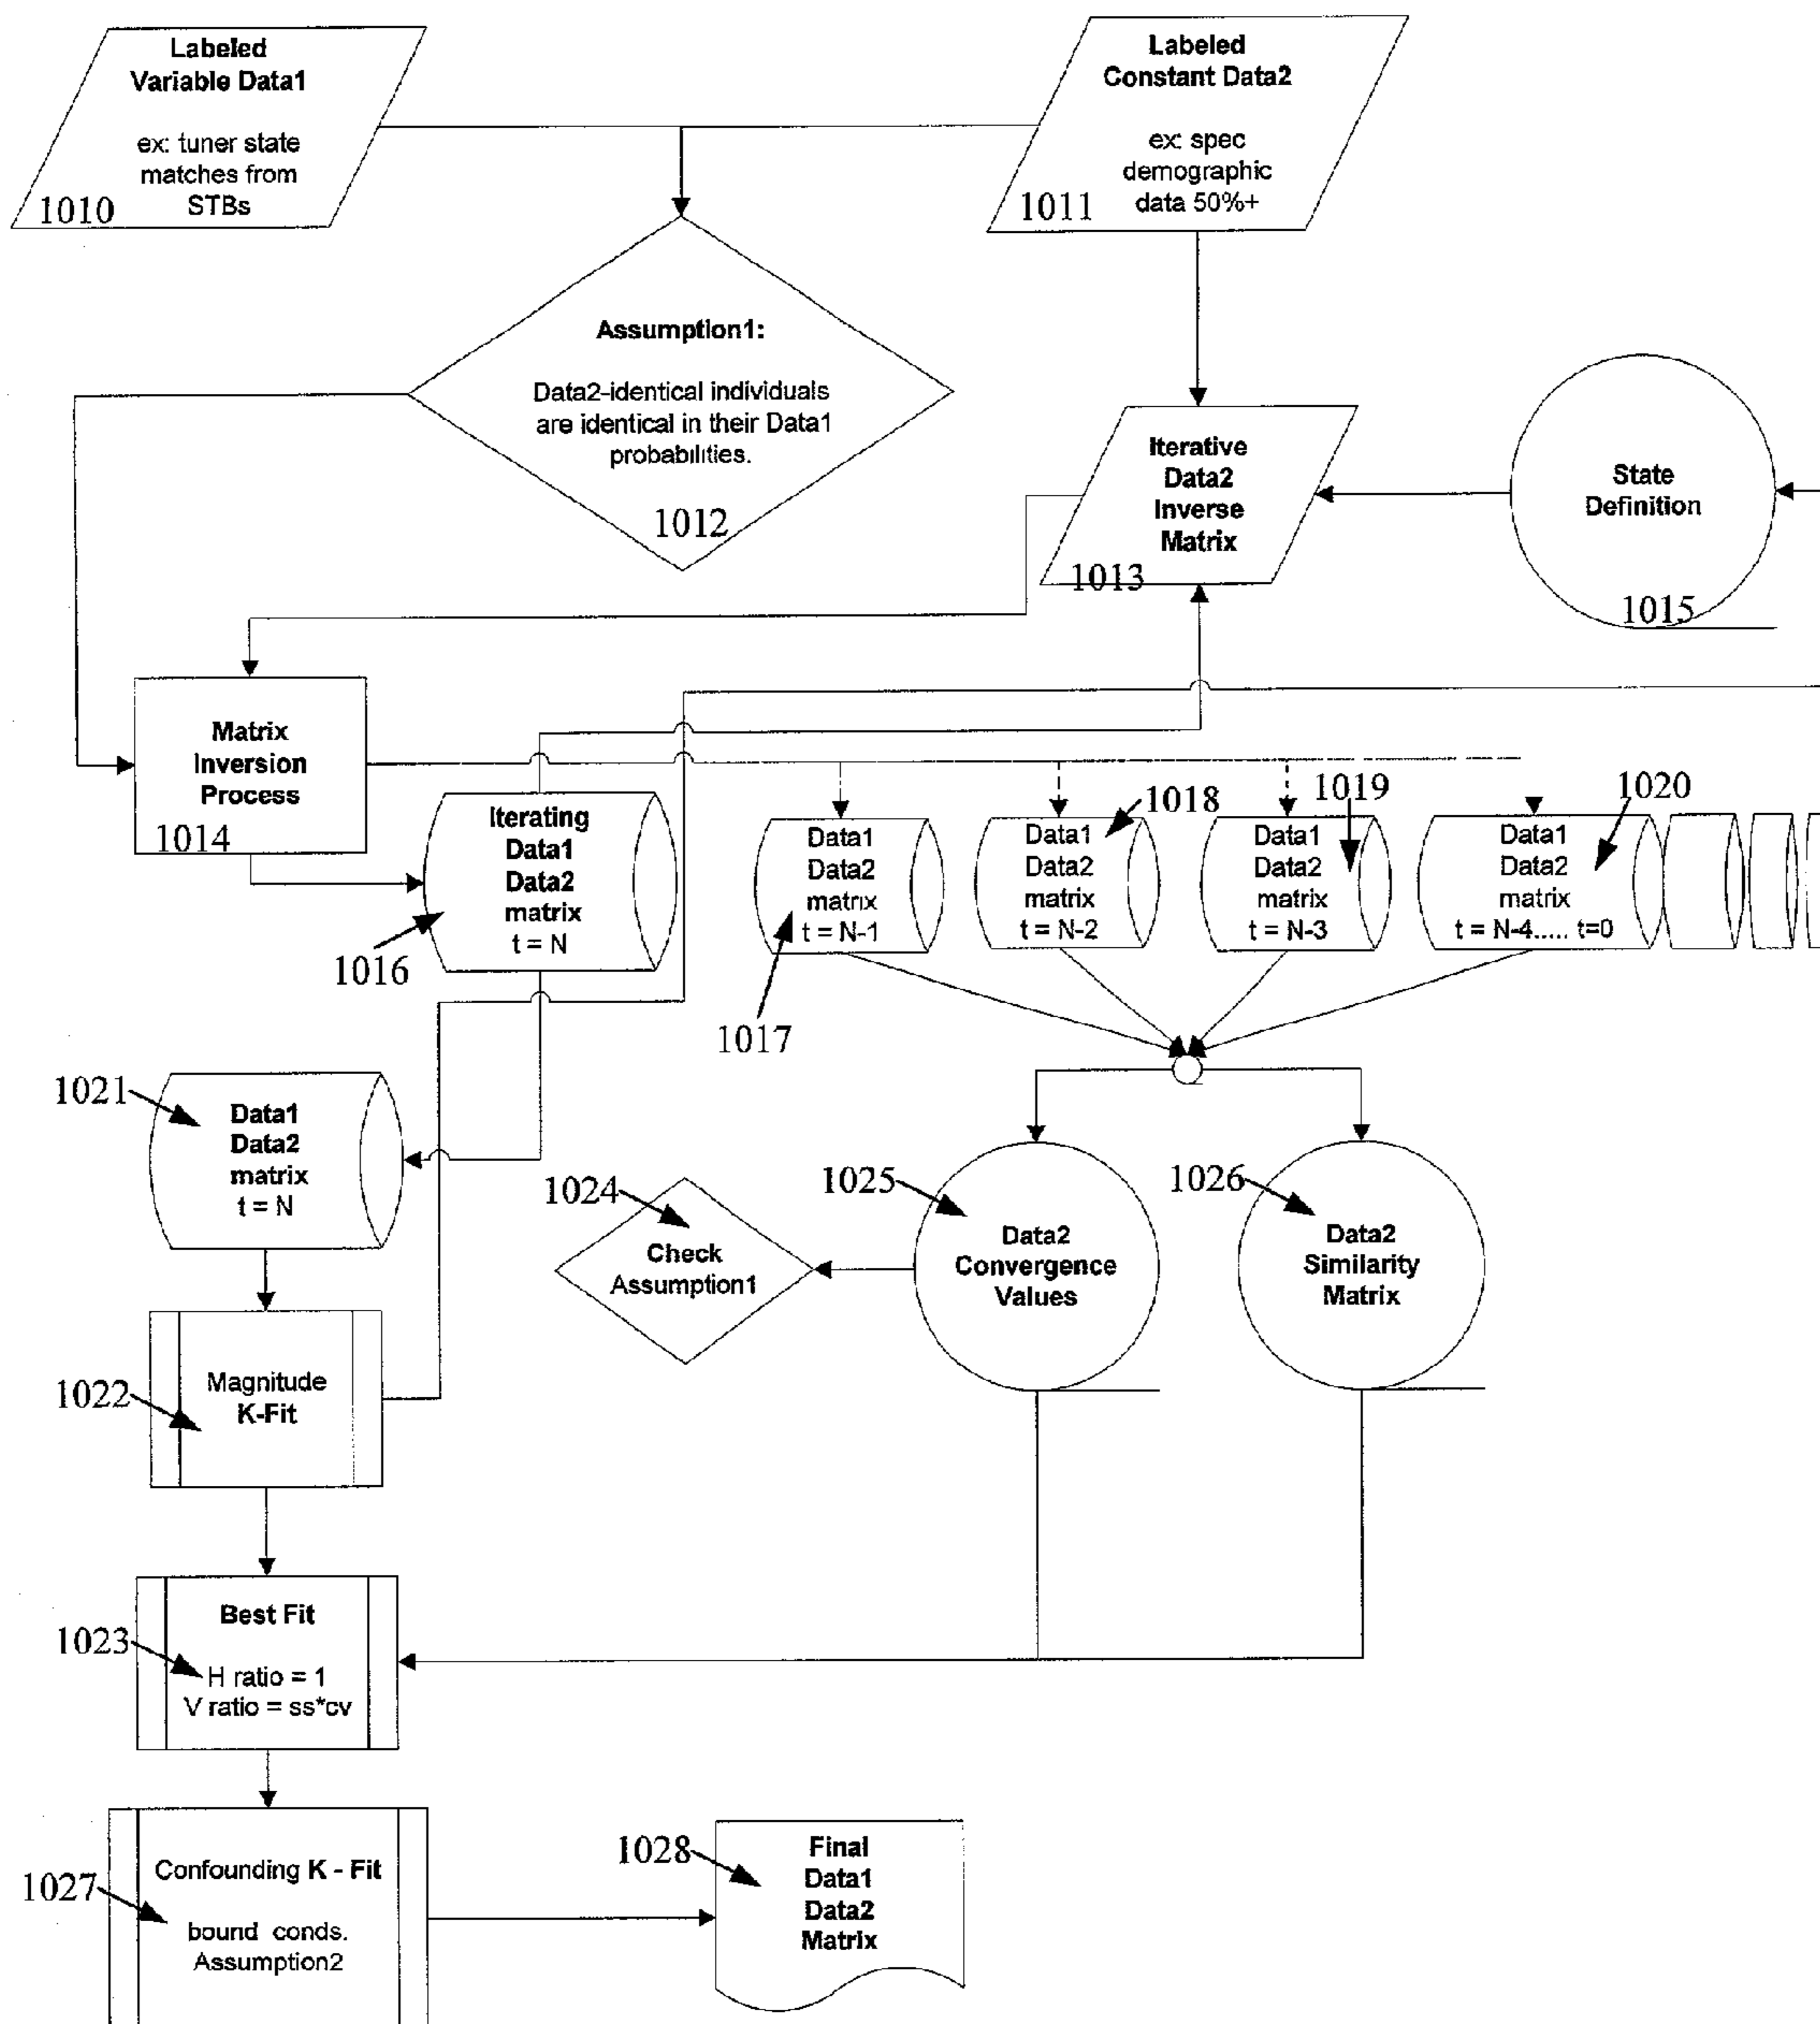 Labeled
Variable Data1
ex: tuner state
matches from
STBs
1010
Labeled
Constant Data2
ex: spec
demographic
data 50%+
1011
Assumption1:
Data2-identical individuals
are identical in their Data1
probabilities.
1012
Iterative
Data2
Inverse
Matrix
1013
State
Definition
1015
Matrix
Inversion
Process
1014
Iterating
Data1
Data2
matrix
t = N
1016
Data1
Data2
matrix
t = N-1
1017
1018
Data1
Data2
matrix
t = N-2
1019
Data1
Data2
matrix
t = N-3
1020
Data1
Data2
matrix
t = N-4..... t=0
1021
Data1
Data2
matrix
t = N
1024
Check
Assumption1
1025
Data2
Convergence
Values
1026
Data2
Similarity
Matrix
1022
Magnitude
K-Fit
1023
Best Fit
H ratio = 1
V ratio = ss*cv
1027
Confounding K - Fit
bound conds.
Assumption2
1028
Final
Data1
Data2
Matrix